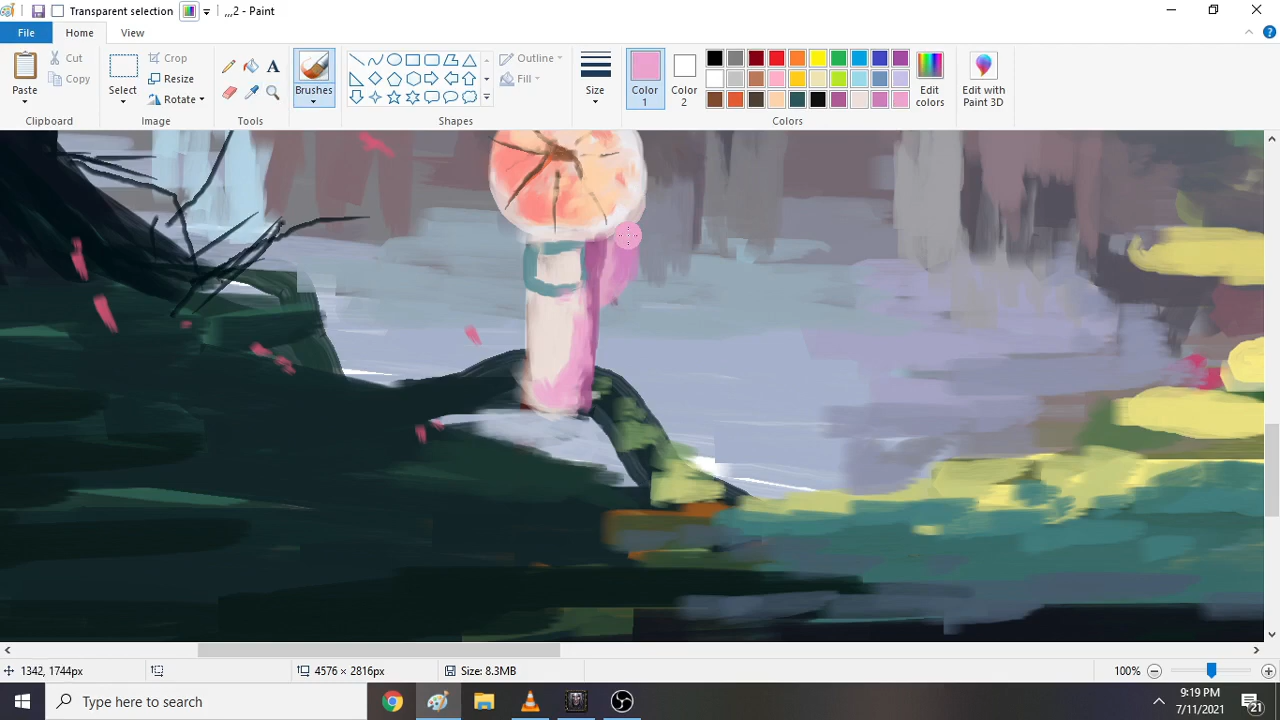 Transparent selection
,,,2 - Paint
File
Home
View
Paste
Cut
Copy
Clipboard
Select
Crop
Resize
Rotate
Image
A
Tools
Brushes
Outline
Fill
Shapes
Size
Color
1
Color
2
Edit
colors
Colors
Edit with
Paint 3D
1342, 1744px
4576 × 2816px
Size: 8.3MB
100%
Type here to search
9:19 PM
7/11/2021
21